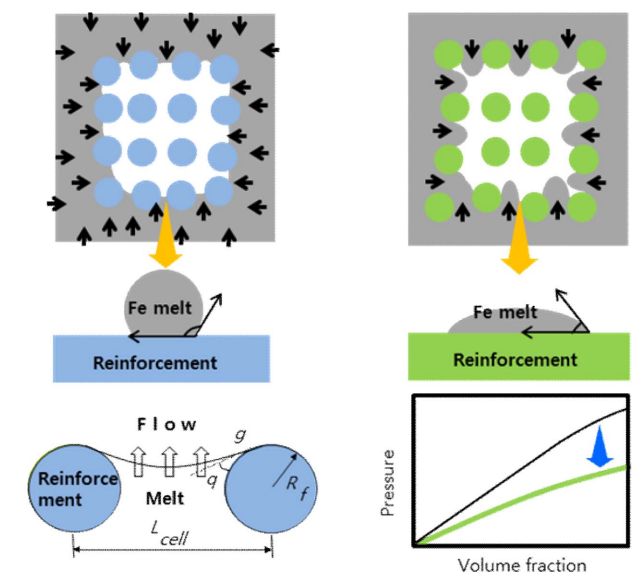 Fe melt
Reinforcement
Fe melt
Reinforcement
Flow
g
q
Reinforce
ment
Melt
R f
L cell
Pressure
Volume fraction